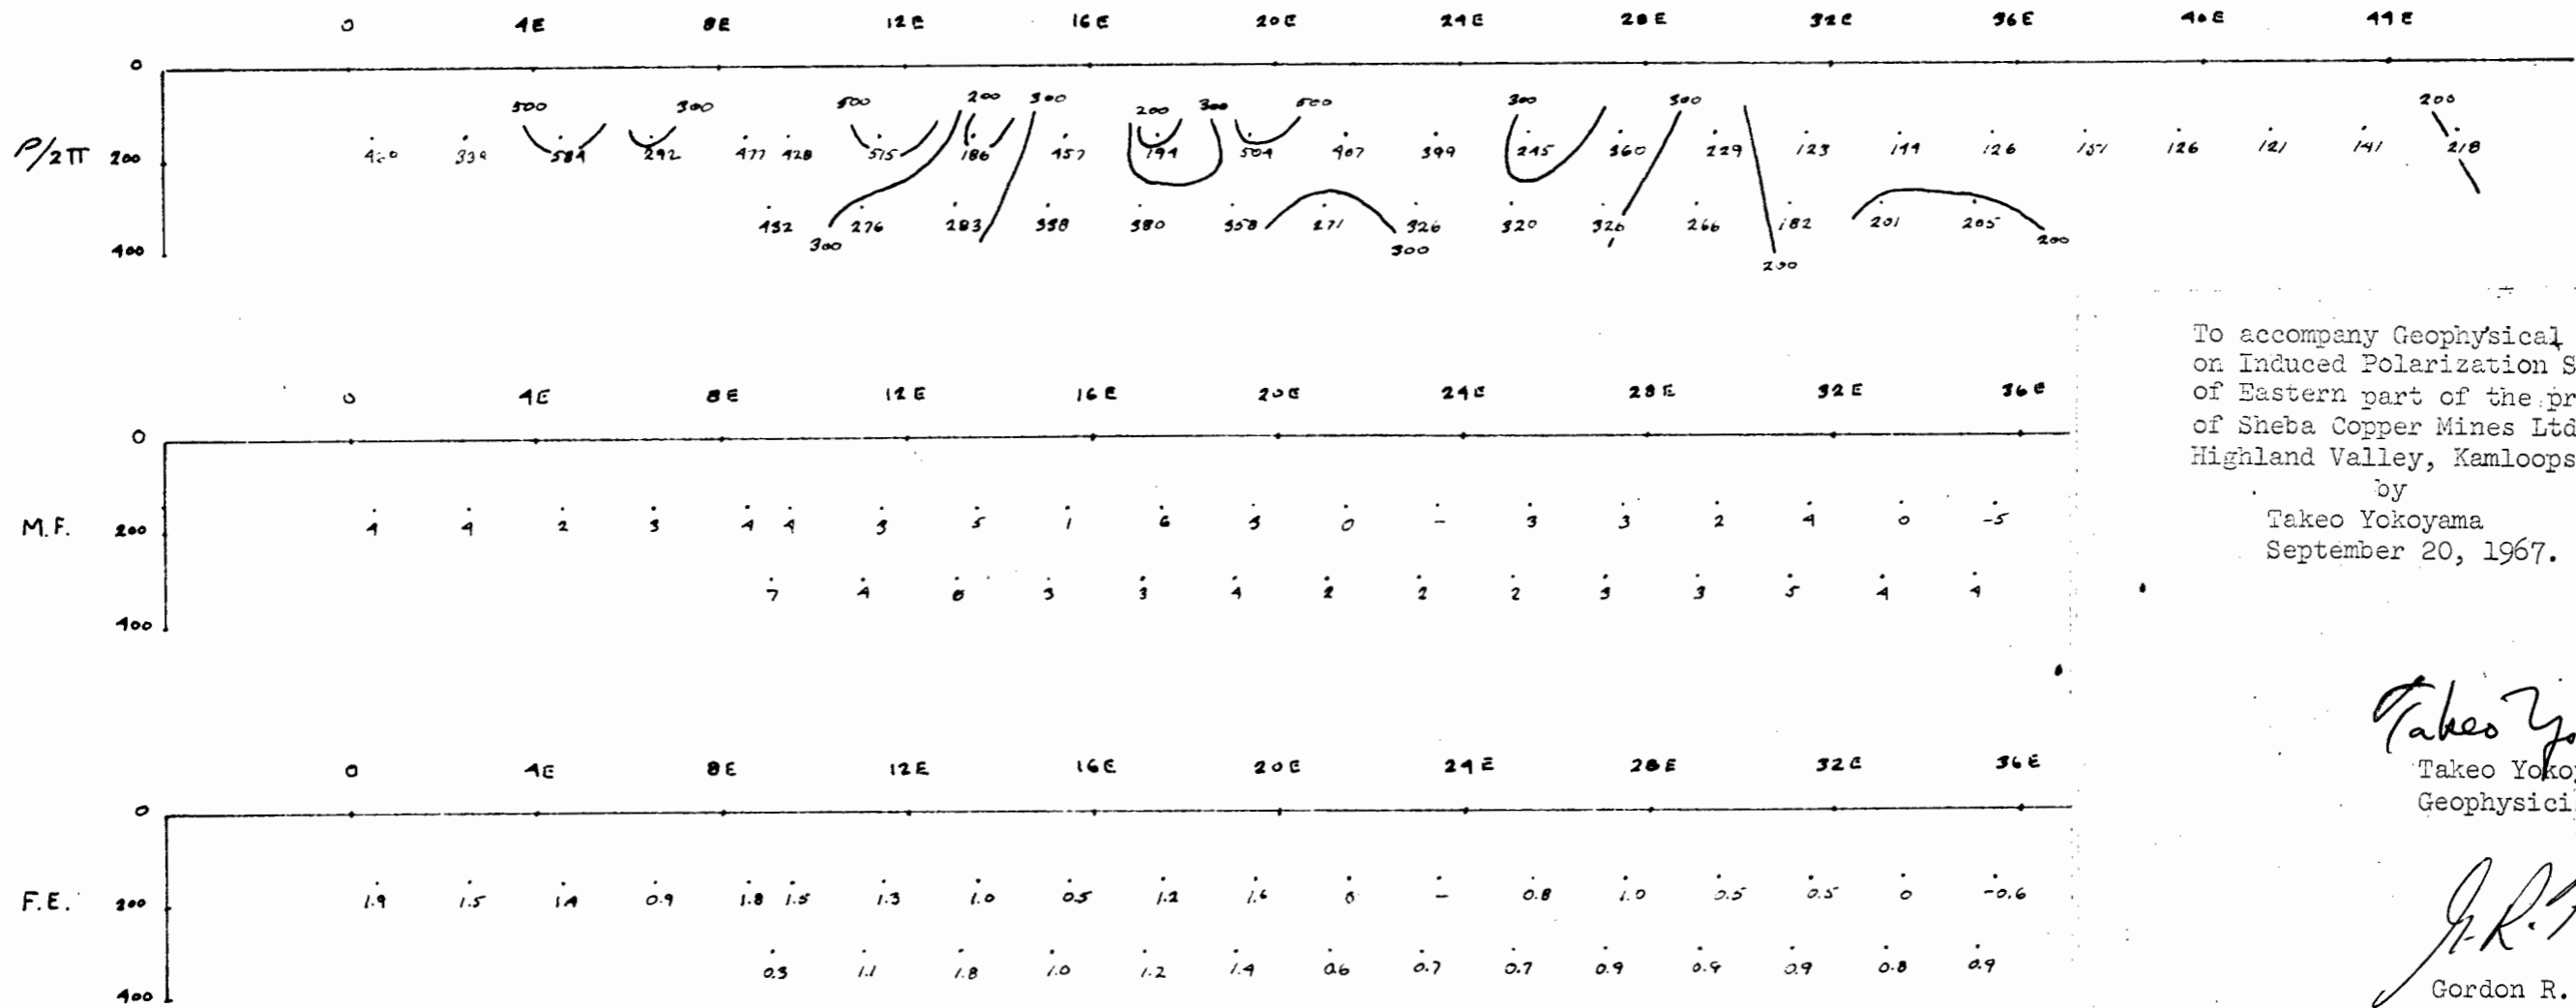 0 4E 8E 12E 16E 20E 24E 28E 32E 36E 40E 44E
0
500 300 500 200 300 200 300 500 300 300 200
P/2π 200 584 292 477 428 515 186 457 194 504 407 399 245 360 229 123 144 126 151 126 121 141 218
432 276 283 338 380 358 271 326 320 326 266 182 201 205
400 300 300 200 200
To accompany Geophysical
on Induced Polarization S
of Eastern part of the pr
of Sheba Copper Mines Ltd
Highland Valley, Kamloops
by
Takeo Yokoyama
September 20, 1967.
0 4E 8E 12E 16E 20E 24E 28E 32E 36E
0
M.F. 200 4 4 2 3 4 4 3 5 1 6 3 0 - 3 3 2 4 0 -5
7 4 6 3 3 4 2 2 2 3 3 5 4 4
400
0 4E 8E 12E 16E 20E 24E 28E 32E 36E
0
F.E. 200 1.9 1.5 1.4 0.9 1.8 1.5 1.3 1.0 0.5 1.2 1.6 0 - 0.8 1.0 0.5 0.5 0 -0.6
0.3 1.1 1.8 1.0 1.2 1.4 0.6 0.7 0.7 0.9 0.9 0.9 0.8 0.9
400
Takeo Yo
Takeo Yoko
Geophysici
G.R.
Gordon R.